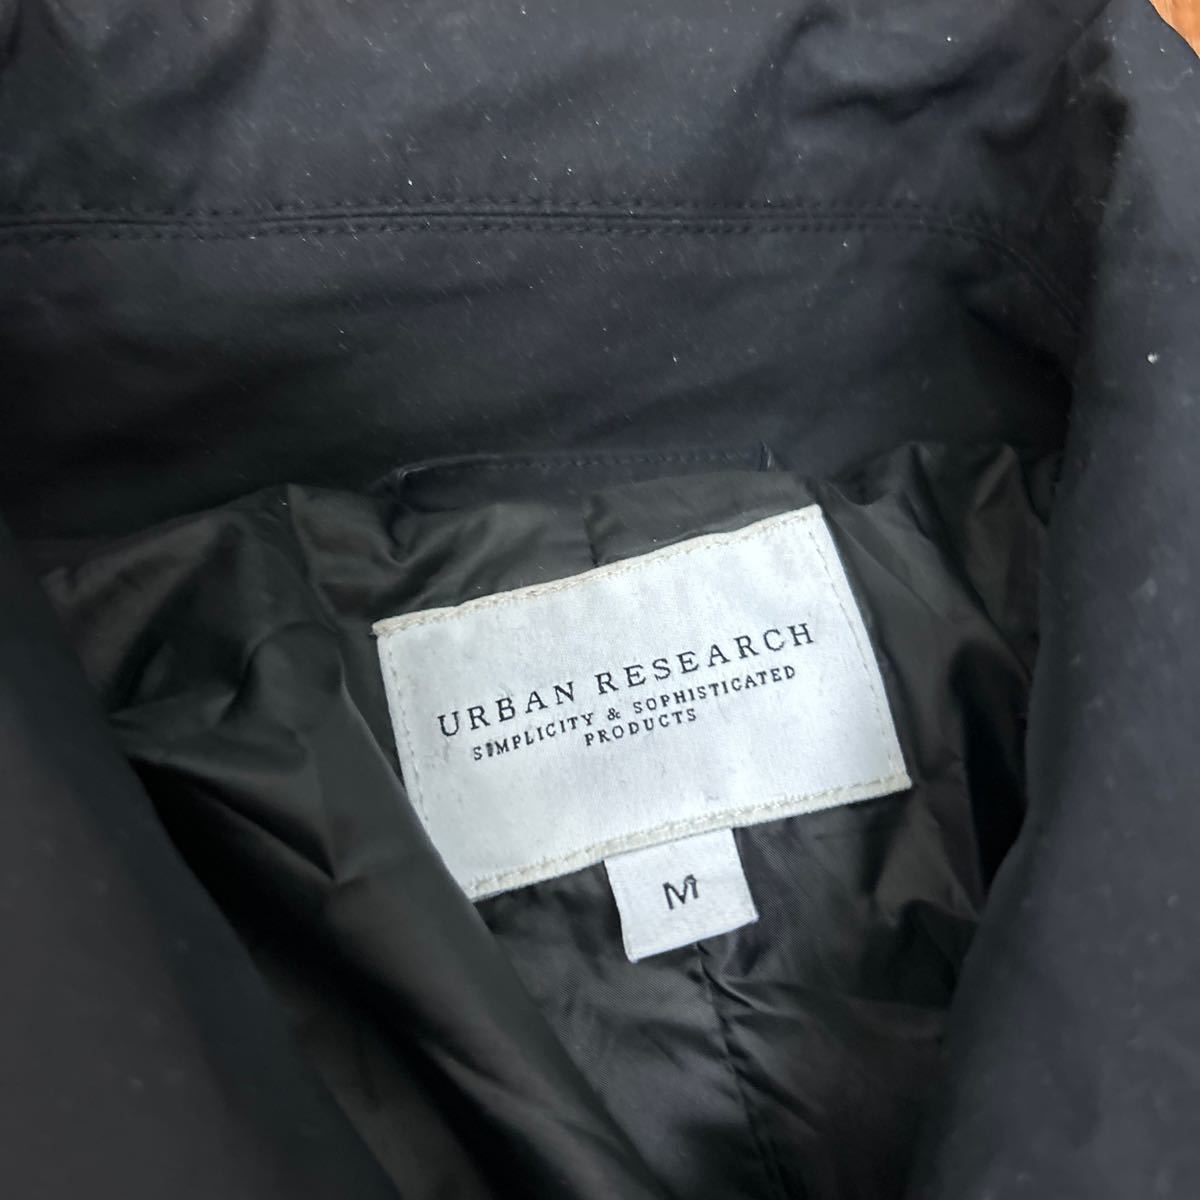 URBAN RESEARCH
SIMPLICITY & SOPHISTICATED
PRODUCTS
M